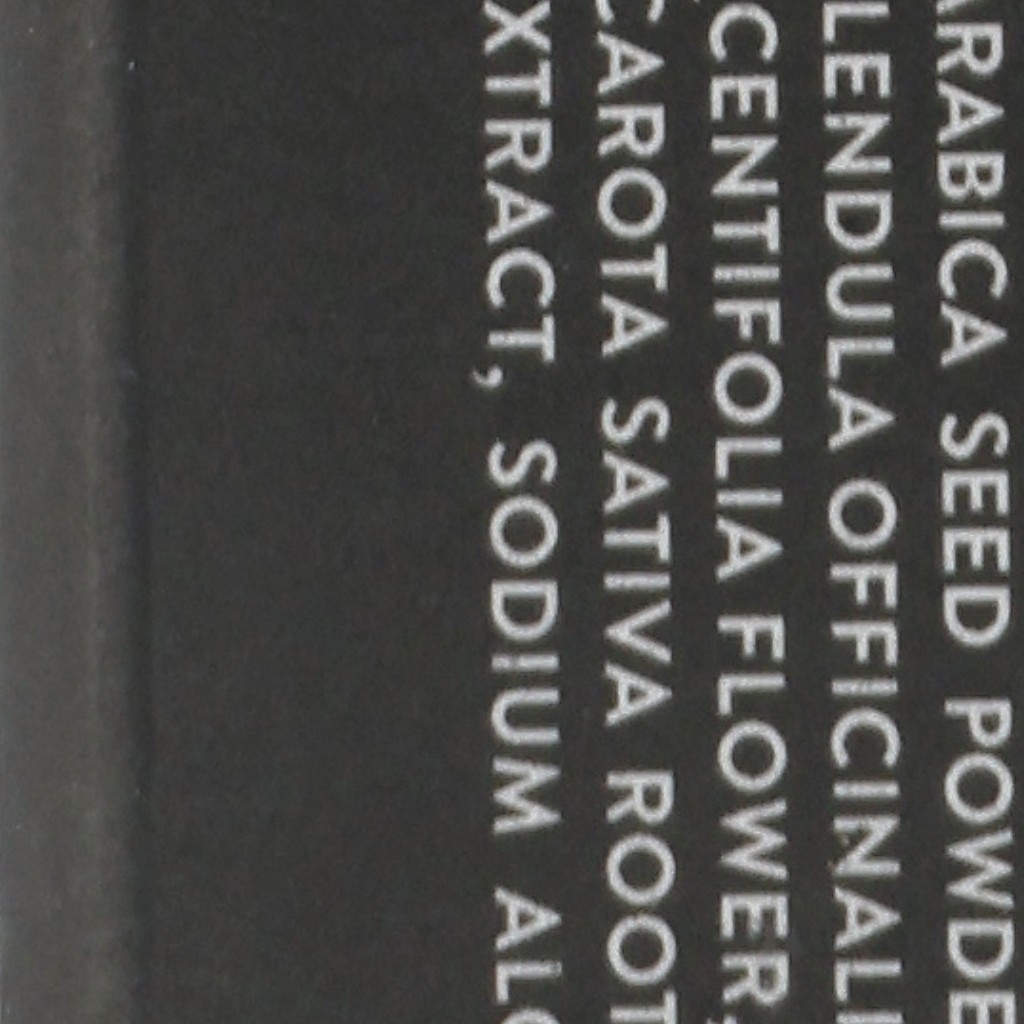 ARABICA SEED POWDE
LENDULA OFFICINALI
CENTIFOLIA FLOWER,
CAROTA SATIVA ROOT
XTRACT, SODIUM AL